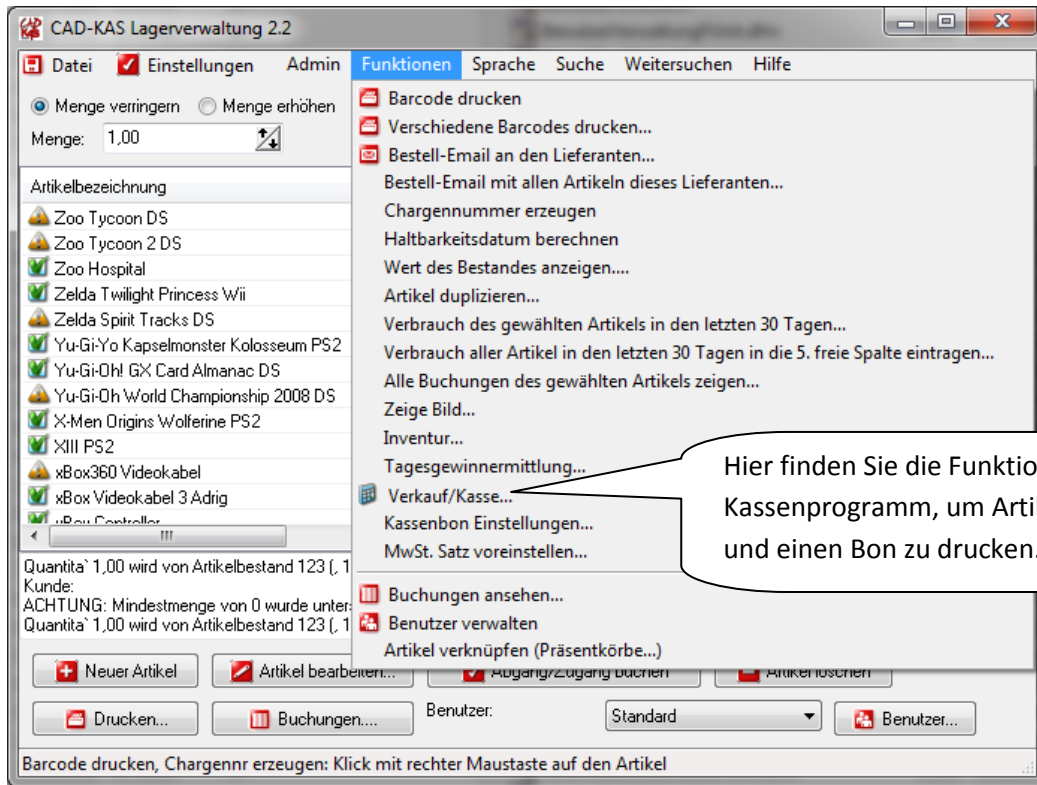 CAD-KAS Lagerverwaltung 2.2
Datei Einstellungen Admin Funktionen Sprache Suche Weitersuchen Hilfe
Menge verringern Menge erhöhen
Menge: 1,00
Artikelbezeichnung
Zoo Tycoon DS
Zoo Tycoon 2 DS
Zoo Hospital
Zelda Twilight Princess Wii
Zelda Spirit Tracks DS
Yu-Gi-Yo Kapselmonster Kolosseum PS2
Yu-Gi-Oh! GX Card Almanac DS
Yu-Gi-Oh World Championship 2008 DS
X-Men Origins Wolferine PS2
XIII PS2
xBox360 Videokabel
xBox Videokabel 3 Adrig
Barcode drucken
Verschiedene Barcodes drucken...
Bestell-Email an den Lieferanten...
Bestell-Email mit allen Artikeln dieses Lieferanten...
Chargennummer erzeugen
Haltbarkeitsdatum berechnen
Wert des Bestandes anzeigen....
Artikel duplizieren...
Verbrauch des gewählten Artikels in den letzten 30 Tagen...
Verbrauch aller Artikel in den letzten 30 Tagen in die 5. freie Spalte eintragen...
Alle Buchungen des gewählten Artikels zeigen...
Zeige Bild...
Inventur...
Tagesgewinnermittlung...
Verkauf/Kasse...
Kassenbon Einstellungen...
MwSt. Satz voreinstellen...
Buchungen ansehen...
Benutzer verwalten
Artikel verknüpfen (Präsentkörbe...)
Hier finden Sie die Funktio
Kassenprogramm, um Arti
und einen Bon zu drucken.
Quantita` 1,00 wird von Artikelbestand 123 (, 1
Kunde:
ACHTUNG: Mindestmenge von 0 wurde unter
Quantita` 1,00 wird von Artikelbestand 123 (, 1
Neuer Artikel Artikel bearbeiten... Abgang/Zugang buchen Artikel löschen
Drucken... Buchungen.... Benutzer: Standard Benutzer...
Barcode drucken, Chargennr erzeugen: Klick mit rechter Maustaste auf den Artikel